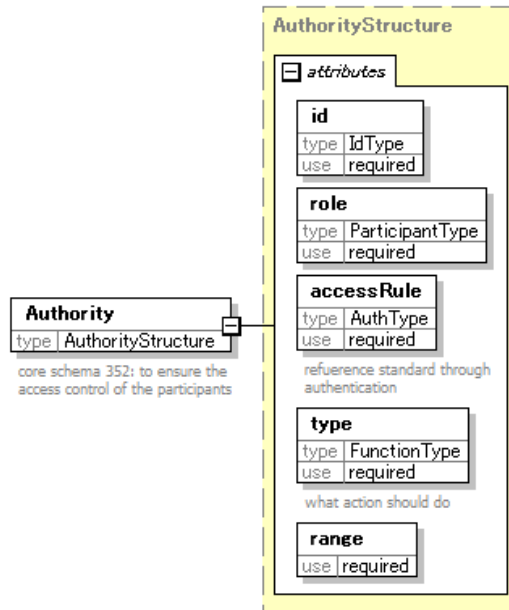 AuthorityStructure
attributes
id
type IdType
use required
role
type ParticipantType
use required
accessRule
type AuthType
use required
refuerence standard through
authentication
Authority
type AuthorityStructure
core schema 352: to ensure the
access control of the participants
type
type FunctionType
use required
what action should do
range
use required